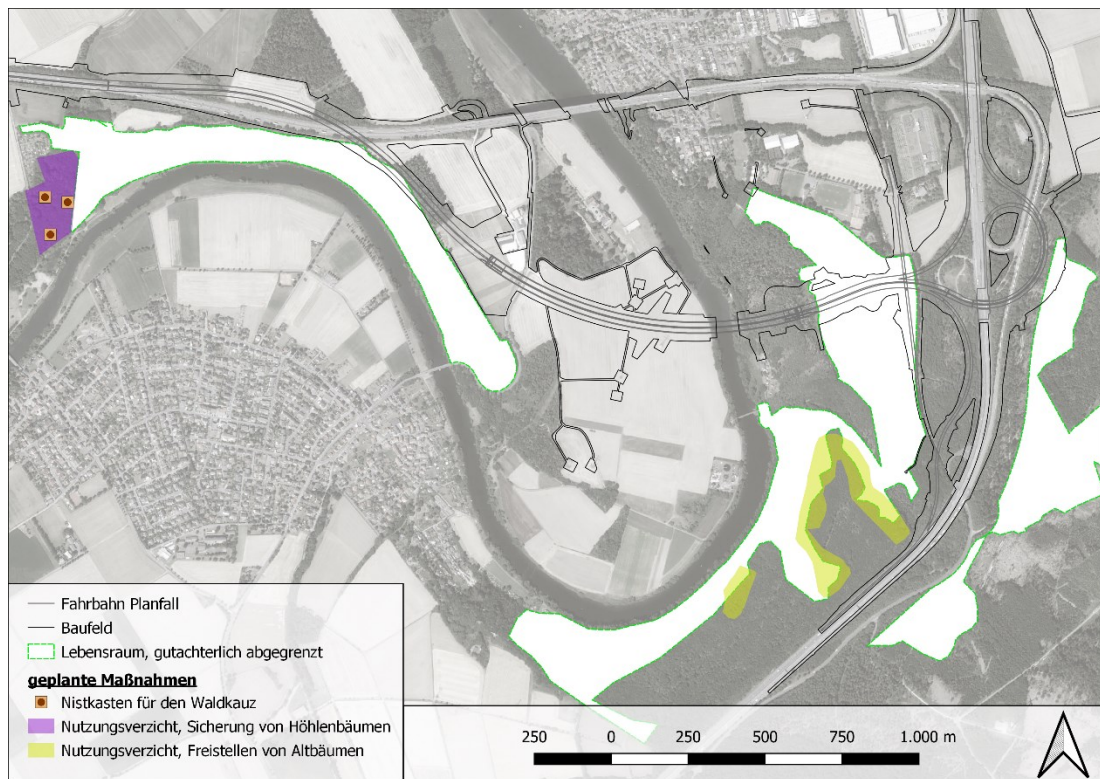 Fahrbahn Planfall
Baufeld
Lebensraum, gutachterlich abgegrenzt
geplante Maßnahmen
Nistkasten für den Waldkauz
Nutzungsverzicht, Sicherung von Höhlenbäumen
Nutzungsverzicht, Freistellen von Altbäumen
250 0 250 500 750 1.000 m